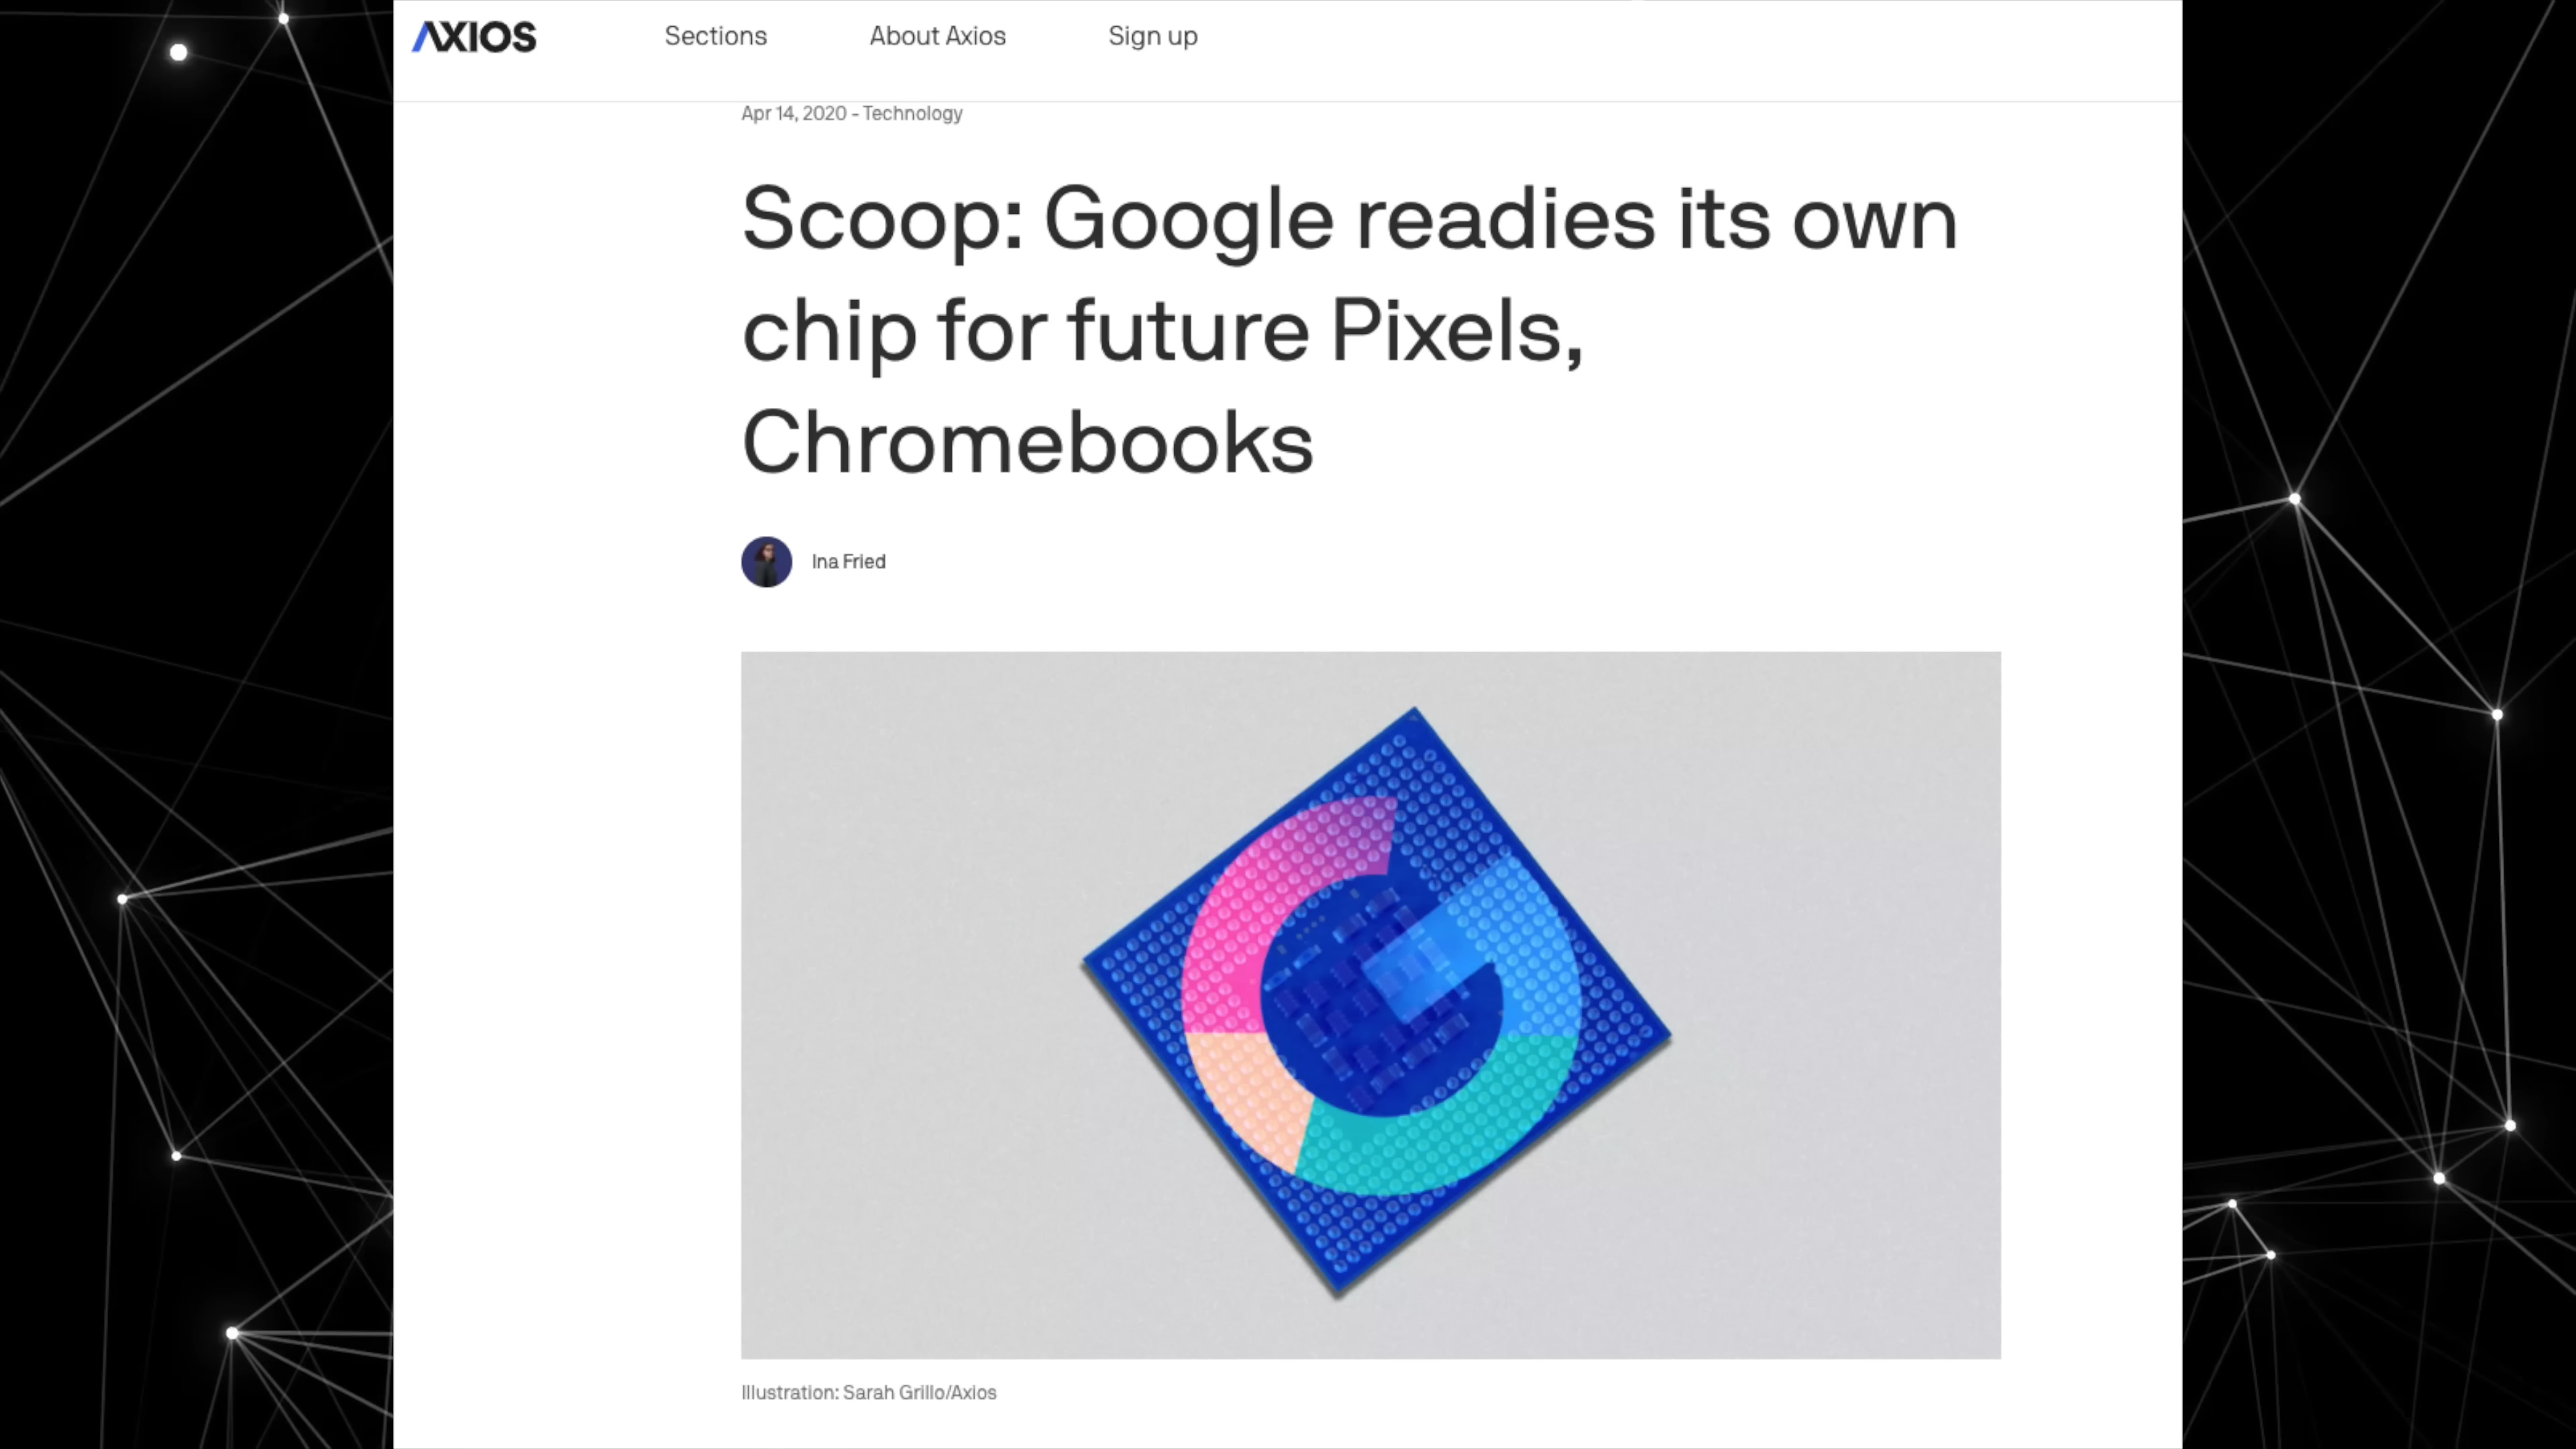 AXIOS
Sections
About Axios
Sign up
Apr 14, 2020 - Technology
Scoop: Google readies its own
chip for future Pixels,
Chromebooks
Ina Fried
Illustration: Sarah Grillo/Axios